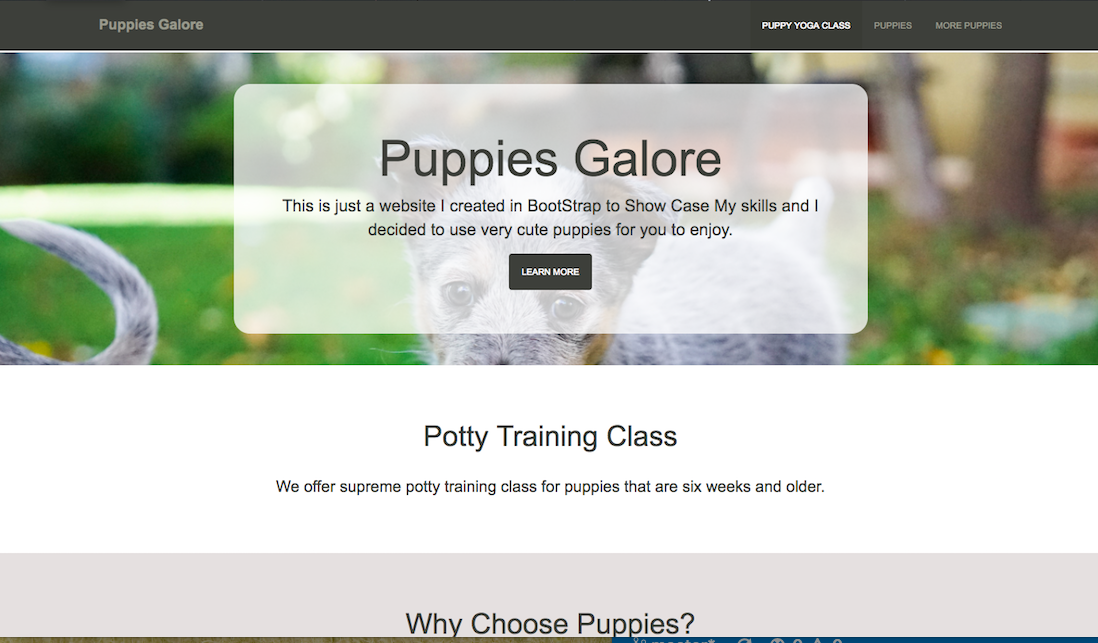 Puppies Galore
PUPPY YOGA CLASS PUPPIES MORE PUPPIES
Puppies Galore
This is just a website I created in BootStrap to Show Case My skills and I
decided to use very cute puppies for you to enjoy.
LEARN MORE
Potty Training Class
We offer supreme potty training class for puppies that are six weeks and older.
Why Choose Puppies?